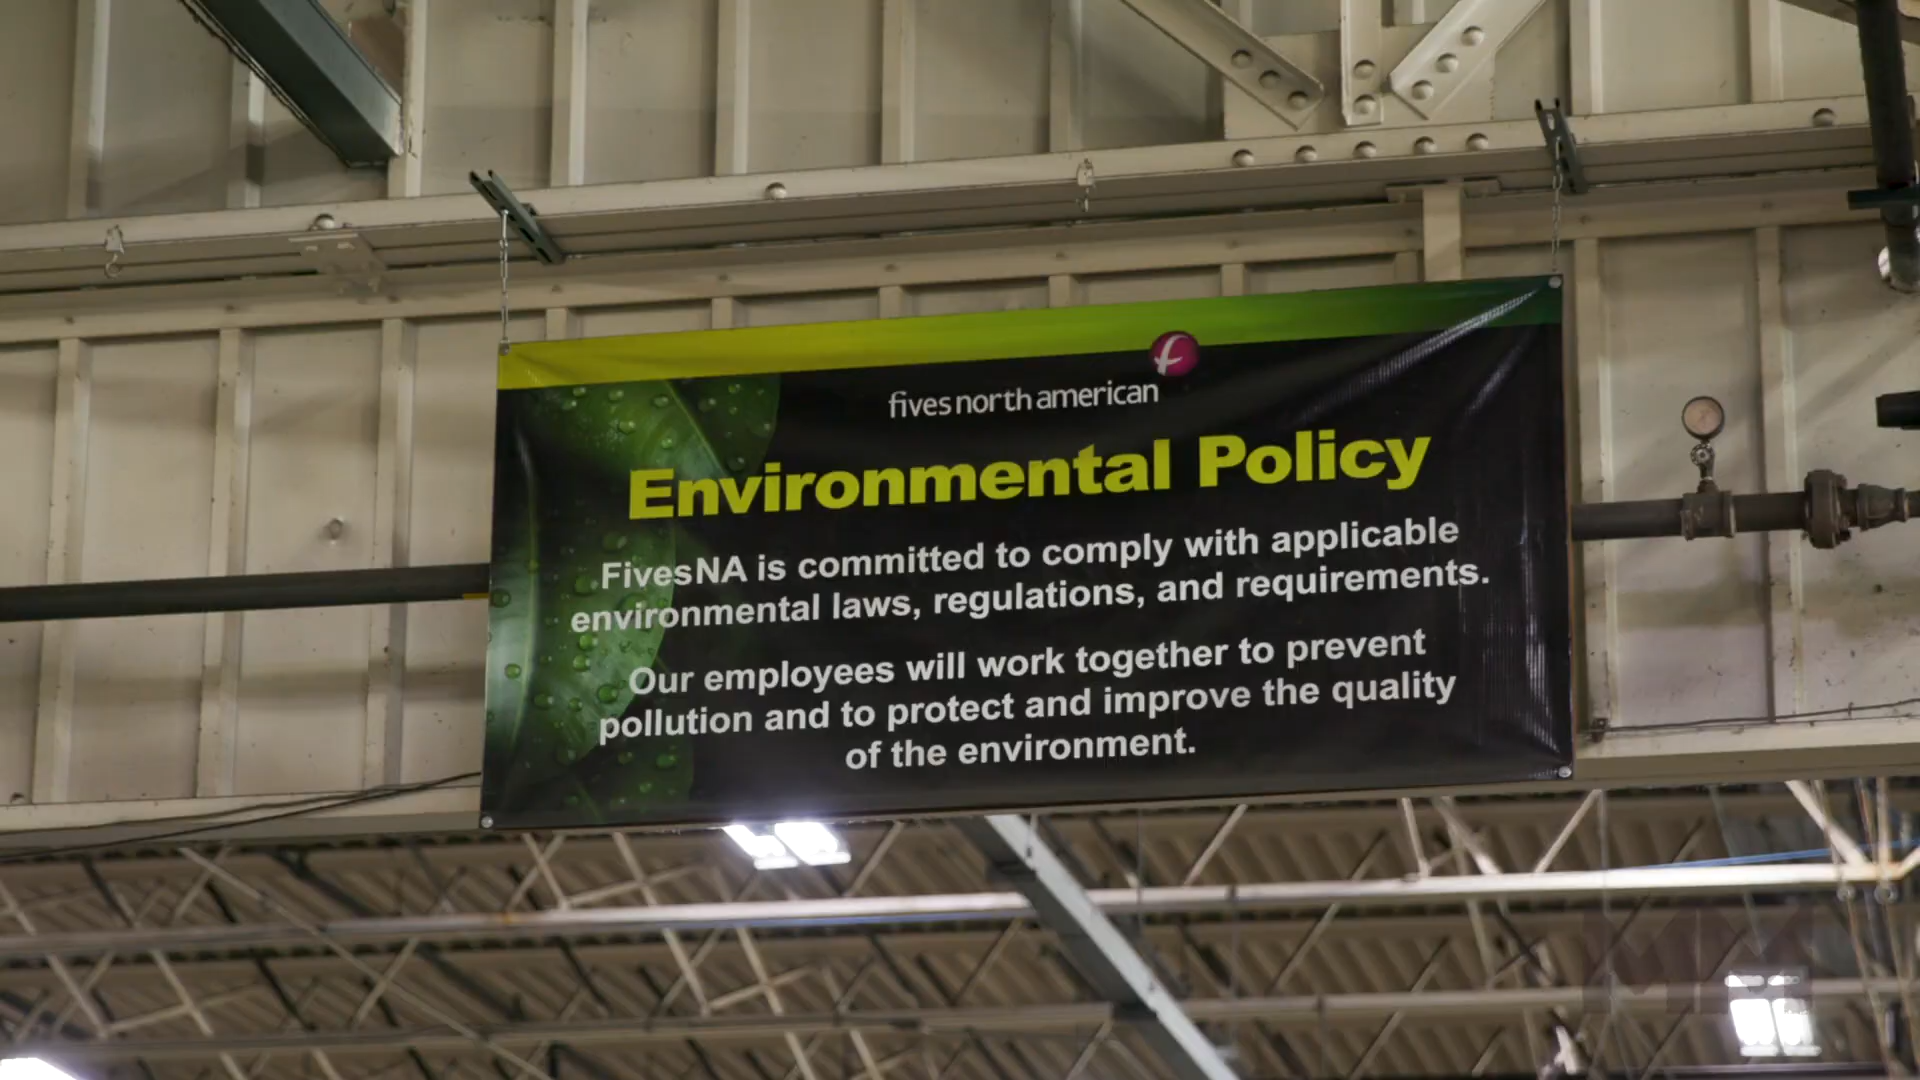 fives north american
Environmental Policy
FivesNA is committed to comply with applicable
environmental laws, regulations, and requirements.
Our employees will work together to prevent
pollution and to protect and improve the quality
of the environment.